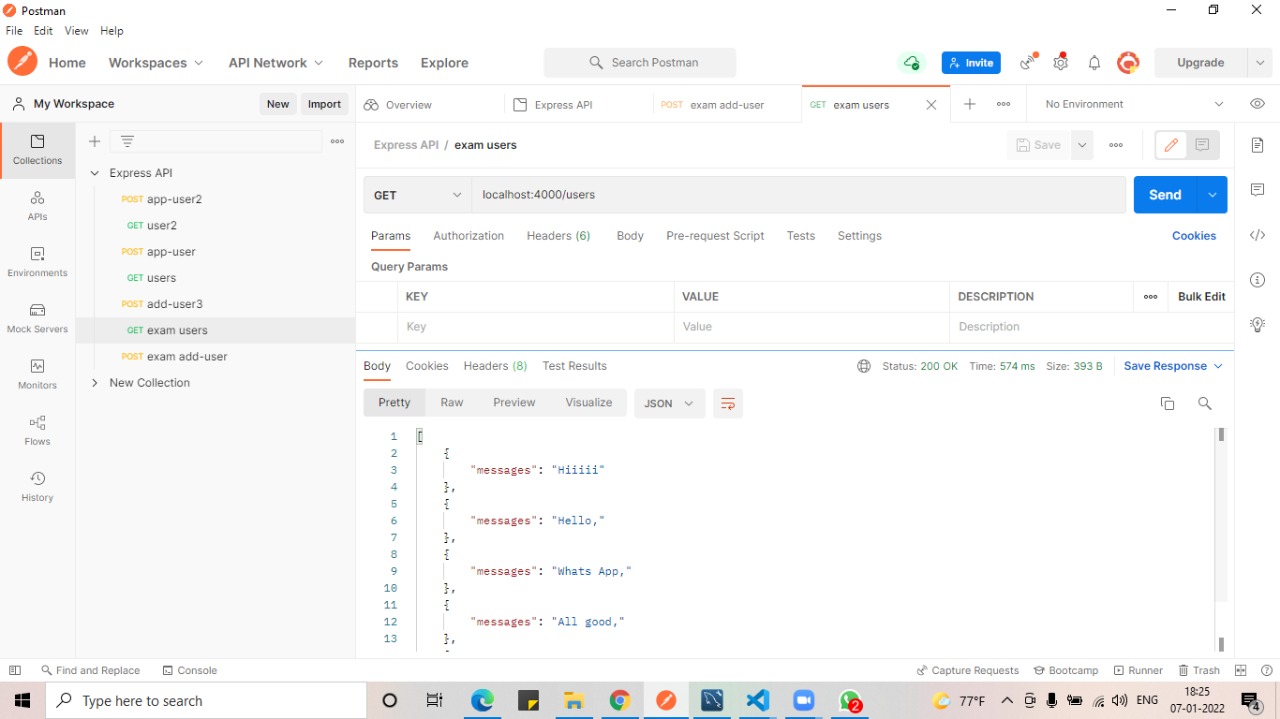 Postman
File Edit View Help
Home Workspaces API Network Reports Explore Search Postman Invite Upgrade
My Workspace New Import Overview Express API POST exam add-user GET exam users No Environment
Collections
APIs
Environments
Mock Servers
Monitors
Flows
History
Express API
POST app-user2
GET user2
POST app-user
GET users
POST add-user3
GET exam users
POST exam add-user
New Collection
Express API / exam users Save
GET localhost:4000/users Send
Params Authorization Headers (6) Body Pre-request Script Tests Settings Cookies
Query Params
KEY VALUE DESCRIPTION Bulk Edit
Key Value Description
Body Cookies Headers (8) Test Results Status: 200 OK Time: 574 ms Size: 393 B Save Response
Pretty Raw Preview Visualize JSON
1 [
2 {
3 "messages": "Hiiiii"
4 },
5 {
6 "messages": "Hello,"
7 },
8 {
9 "messages": "Whats App,"
10 },
11 {
12 "messages": "All good,"
13 },
Find and Replace Console Capture Requests Bootcamp Runner Trash
Type here to search 2 77°F ENG 18:25
07-01-2022 4